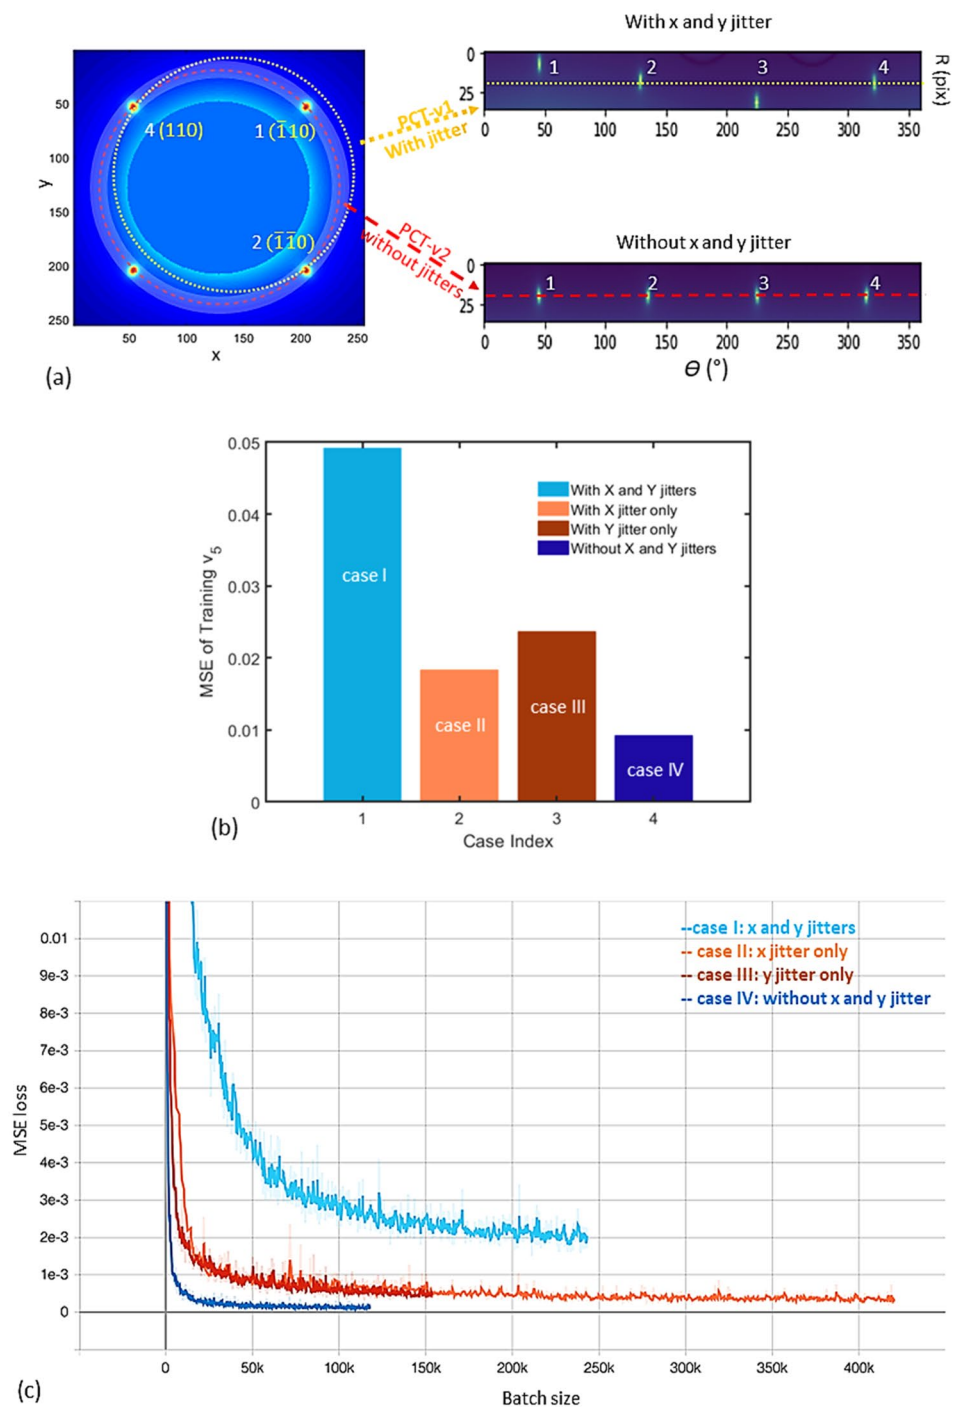 With x and y jitter
0
25
1
2
3
4
R (pix)
0
50
100
150
200
250
300
350
50
100
150
200
250
y
4 (110)
1 (1̅10)
2 (1̅1̅0)
50
100
150
200
250
x
PCT-v1
With jitter
PCT-v2
without jitters
Without x and y jitter
0
25
1
2
3
4
0
50
100
150
200
250
300
350
ϴ (°)
(a)
0.05
0.04
0.03
0.02
0.01
0
MSE of Training v5
With X and Y jitters
With X jitter only
With Y jitter only
Without X and Y jitters
case I
case II
case III
case IV
1
2
3
4
Case Index
(b)
0.01
9e-3
8e-3
7e-3
6e-3
5e-3
4e-3
3e-3
2e-3
1e-3
0
MSE loss
--case I: x and y jitters
-- case II: x jitter only
-- case III: y jitter only
-- case IV: without x and y jitter
0
50k
100k
150k
200k
250k
300k
350k
400k
Batch size
(c)